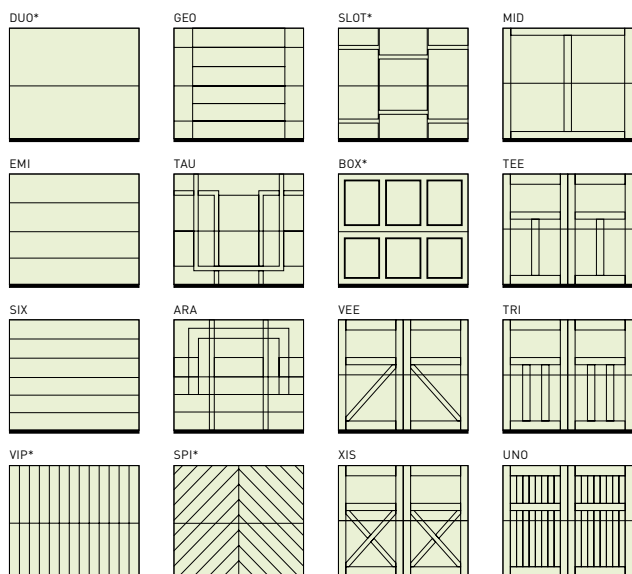 DUO* GEO SLOT* MID
EMI TAU BOX* TEE
SIX ARA VEE TRI
VIP* SPI* XIS UNO